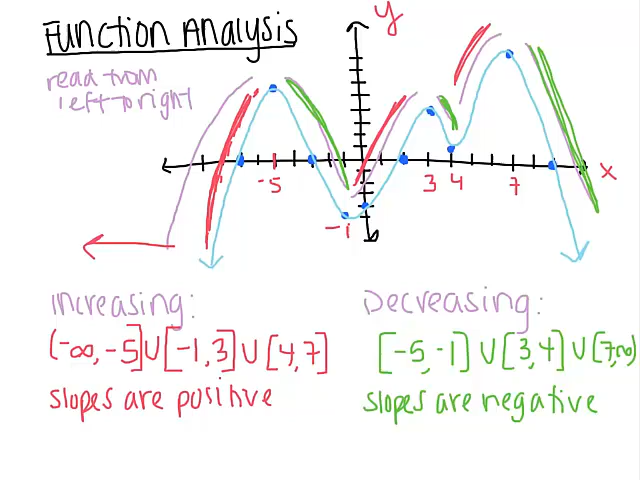 Function Analysis
y
read from
left to right
x
-5
3
4
7
-1
Increasing:
Decreasing:
(-∞, -5]∪[-1,3]∪[4,7]
[-5,-1]∪[3,4]∪[7,∞)
slopes are positive
slopes are negative